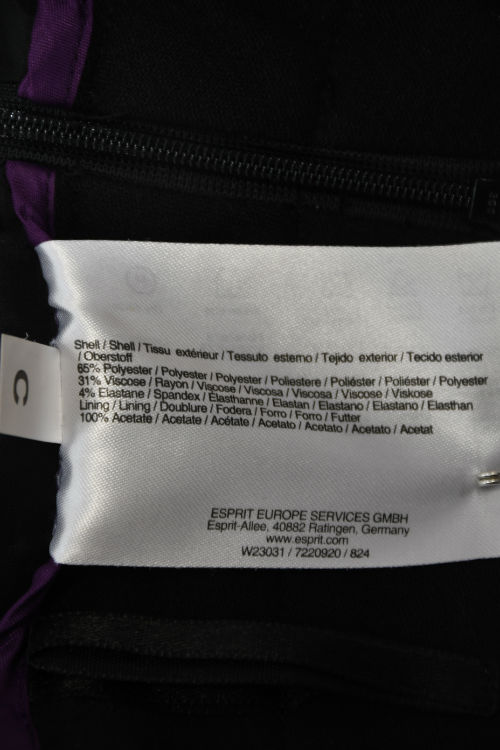 Shell / Shell / Tissu extérieur / Tessuto esterno / Tejido exterior / Tecido esterior
/ Oberstoff
65% Polyester / Polyester / Polyester / Poliestere / Poliéster / Poliéster / Polyester
31% Viscose / Rayon / Viscose / Viscosa / Viscosa / Viscose / Viskose
4% Elastane / Spandex / Élasthanne / Elastan / Elastano / Elastano / Elasthan
Lining / Lining / Doublure / Fodera / Forro / Forro / Futter
100% Acetate / Acetate / Acétate / Acetato / Acetato / Acetato / Acetat
C
ESPRIT EUROPE SERVICES GMBH
Esprit-Allee, 40882 Ratingen, Germany
www.esprit.com
W23031 / 7220920 / 824